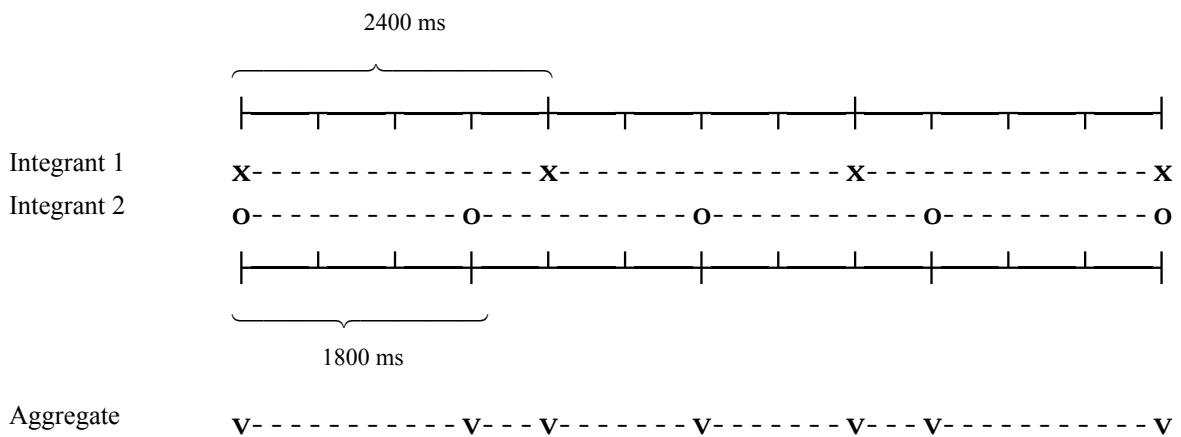 2400 ms
Integrant 1 X- - - - - - - - - - - - - - - -X- - - - - - - - - - - - - - - -X- - - - - - - - - - - - - - - -X
Integrant 2 O- - - - - - - - - - - -O- - - - - - - - - - - -O- - - - - - - - - - - -O- - - - - - - - - - - -O
1800 ms
Aggregate V- - - - - - - - - - - -V- - - -V- - - - - - - -V- - - - - - - -V- - - -V- - - - - - - - - - - -V